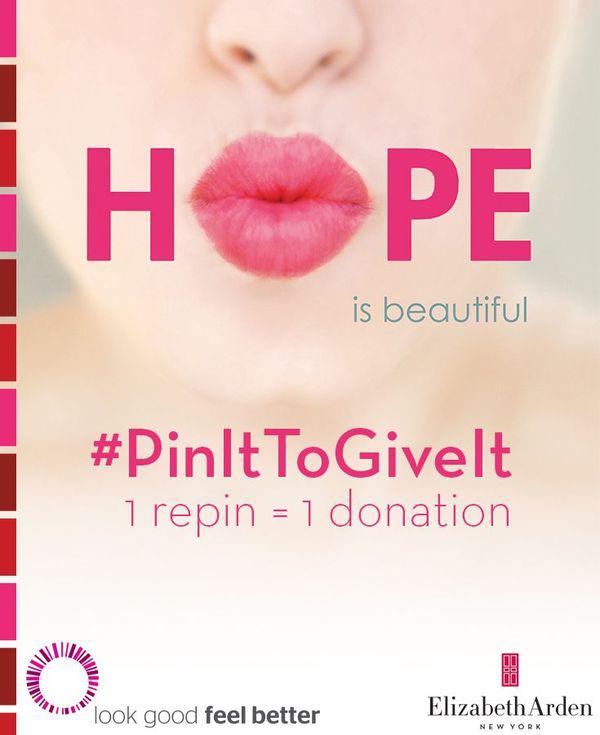 HOPE
is beautiful
#PinItToGiveIt
1 repin = 1 donation
look good feel better
Elizabeth Arden
NEW YORK